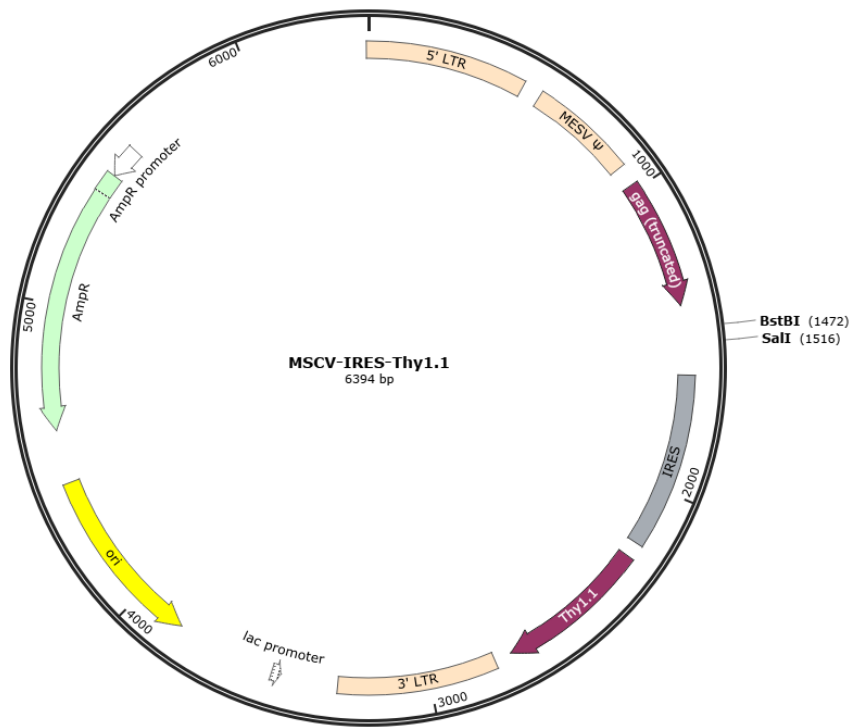 5' LTR
MESV Ψ
1000
gag (truncated)
BstBI (1472)
SalI (1516)
IRES
2000
Thy1.1
3000
3' LTR
lac promoter
4000
ori
5000
AmpR
AmpR promoter
6000
MSCV-IRES-Thy1.1
6394 bp